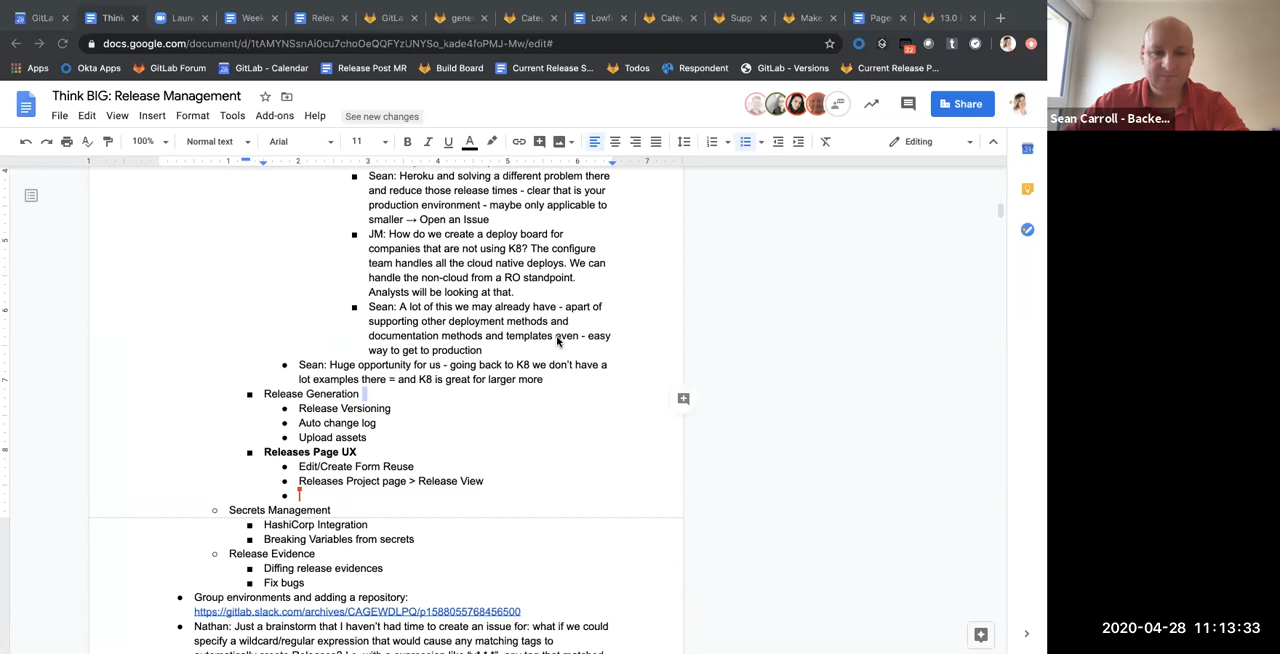 GitLa
Think
Laun
Week
Relea
GitLa
gene
Cate
Lowf
Cate
Supp
Make
Page
13.0
docs.google.com/document/d/1tAMYNSsnAi0cu7choOeQQFYzUNYSo_kade4foPMJ-Mw/edit#
22
Apps
Okta Apps
GitLab Forum
GitLab - Calendar
Release Post MR
Build Board
Current Release S...
Todos
Respondent
GitLab - Versions
Current Release P...
Think BIG: Release Management
File Edit View Insert Format Tools Add-ons Help See new changes
Share
100% Normal text Arial 11 B I U A Editing
1 1 2 3 4 5 6 7
Sean: Heroku and solving a different problem there
and reduce those release times - clear that is your
production environment - maybe only applicable to
smaller → Open an Issue
JM: How do we create a deploy board for
companies that are not using K8? The configure
team handles all the cloud native deploys. We can
handle the non-cloud from a RO standpoint.
Analysts will be looking at that.
Sean: A lot of this we may already have - apart of
supporting other deployment methods and
documentation methods and templates even - easy
way to get to production
Sean: Huge opportunity for us - going back to K8 we don't have a
lot examples there = and K8 is great for larger more
Release Generation
Release Versioning
Auto change log
Upload assets
Releases Page UX
Edit/Create Form Reuse
Releases Project page > Release View
Secrets Management
HashiCorp Integration
Breaking Variables from secrets
Release Evidence
Diffing release evidences
Fix bugs
Group environments and adding a repository:
https://gitlab.slack.com/archives/CAGEWDLPQ/p1588055768456500
Nathan: Just a brainstorm that I haven't had time to create an issue for: what if we could
specify a wildcard/regular expression that would cause any matching tags to
Sean Carroll - Backe...
2020-04-28 11:13:33